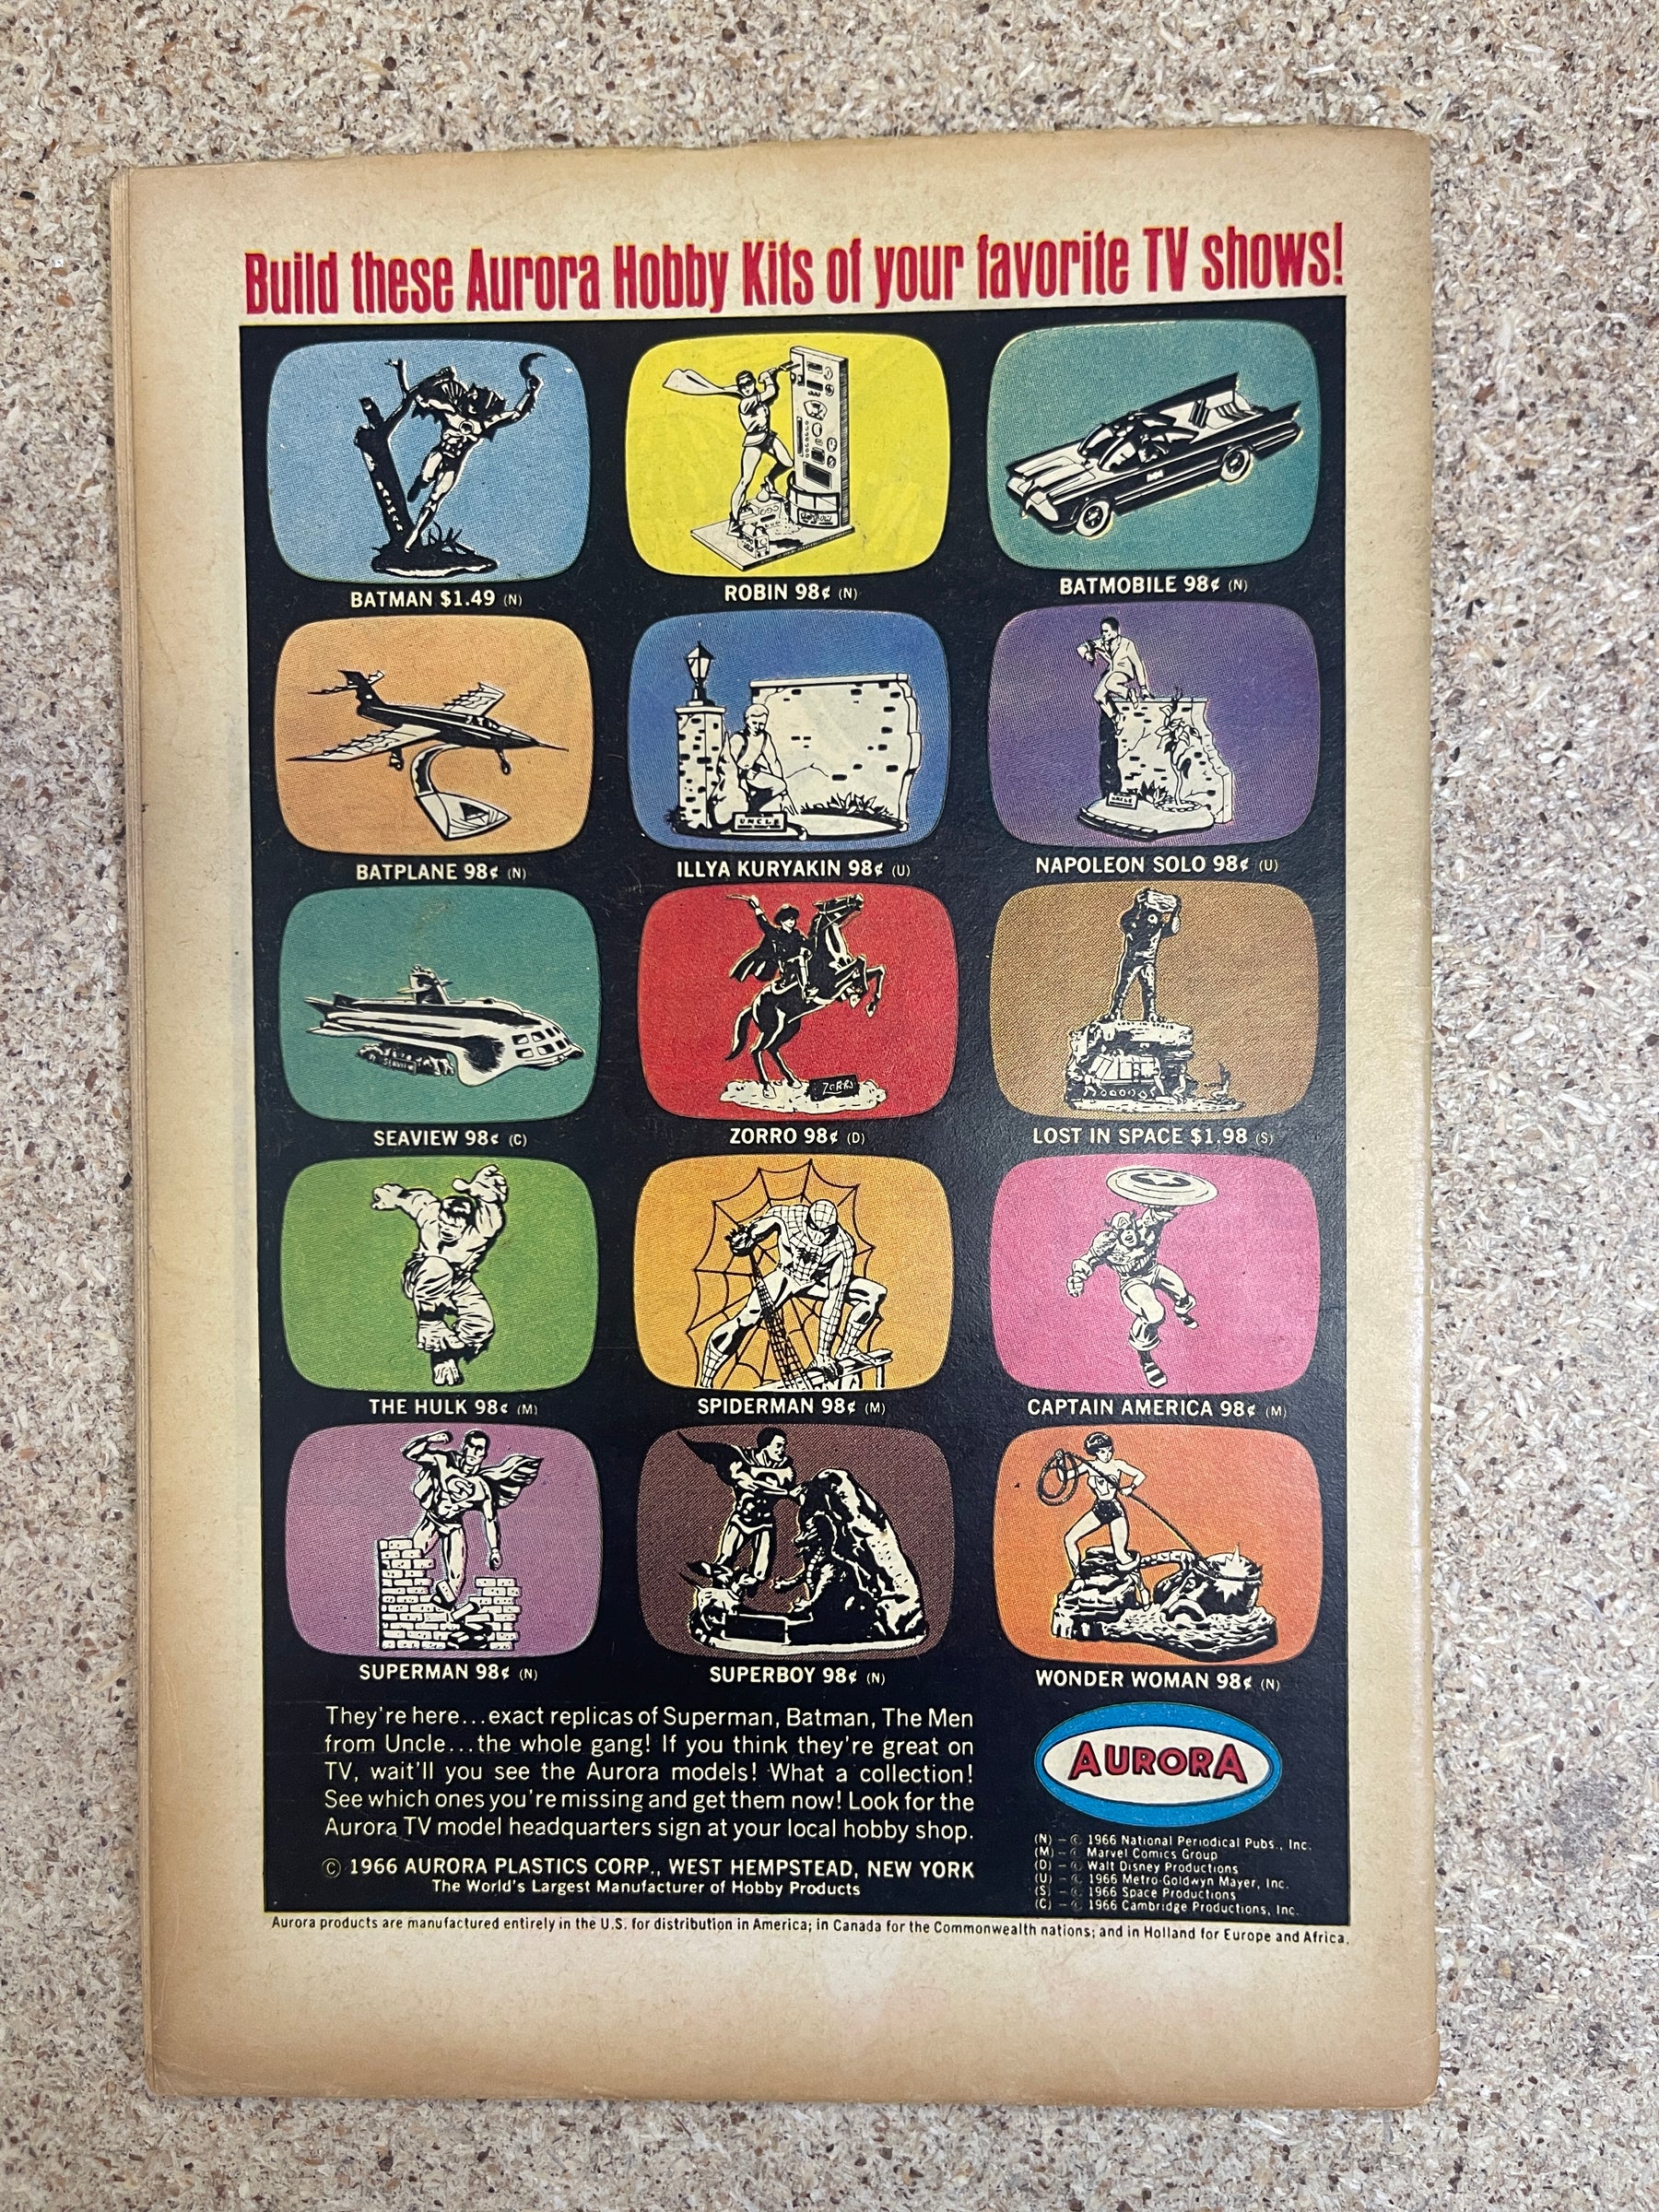 Build these Aurora Hobby Kits of your favorite TV shows!
BATMAN
BATMAN $1.49 (N)
ROBIN 98¢ (N)
BATMOBILE 98¢ (N)
BATPLANE 98¢ (N)
UNCLE
ILLYA KURYAKIN 98¢ (U)
UNCLE
NAPOLEON SOLO 98¢ (U)
SEAVIEW
SEAVIEW 98¢ (C)
ZORRO
ZORRO 98¢ (D)
LOST IN SPACE $1.98 (S)
THE HULK 98¢ (M)
SPIDERMAN 98¢ (M)
CAPTAIN AMERICA 98¢ (M)
SUPERMAN 98¢ (N)
SUPERBOY 98¢ (N)
WONDER WOMAN 98¢ (N)
They're here...exact replicas of Superman, Batman, The Men
from Uncle...the whole gang! If you think they're great on
TV, wait'll you see the Aurora models! What a collection!
See which ones you're missing and get them now! Look for the
Aurora TV model headquarters sign at your local hobby shop.
© 1966 AURORA PLASTICS CORP., WEST HEMPSTEAD, NEW YORK
The World's Largest Manufacturer of Hobby Products
AURORA
(N) – © 1966 National Periodical Pubs., Inc.
(M) – © Marvel Comics Group
(D) – © Walt Disney Productions
(U) – © 1966 Metro-Goldwyn Mayer, Inc.
(S) – © 1966 Space Productions
(C) – © 1966 Cambridge Productions, Inc.
Aurora products are manufactured entirely in the U.S. for distribution in America; in Canada for the Commonwealth nations; and in Holland for Europe and Africa.